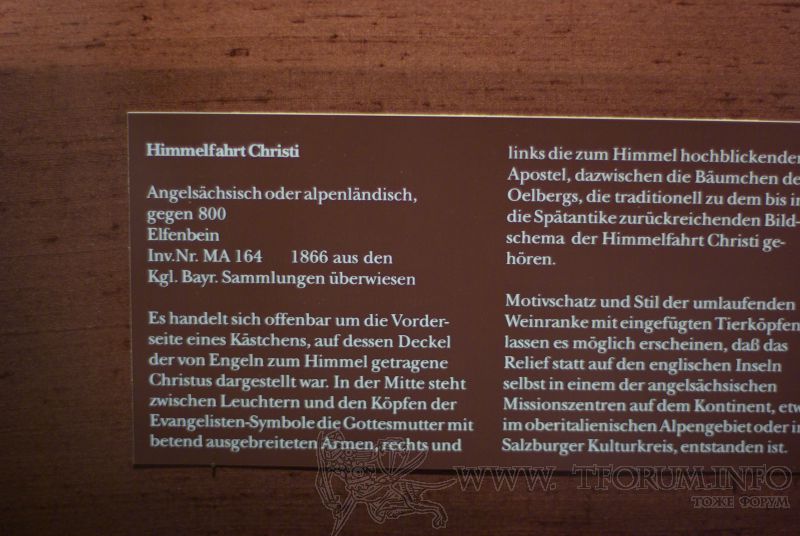 Himmelfahrt Christi
Angelsächsisch oder alpenländisch,
gegen 800
Elfenbein
Inv.Nr. MA 164 1866 aus den
Kgl. Bayr. Sammlungen überwiesen
Es handelt sich offenbar um die Vorder-
seite eines Kästchens, auf dessen Deckel
der von Engeln zum Himmel getragene
Christus dargestellt war. In der Mitte steht
zwischen Leuchtern und den Köpfen der
Evangelisten-Symbole die Gottesmutter mit
betend ausgebreiteten Armen, rechts und
links die zum Himmel hochblickenden
Apostel, dazwischen die Bäumchen de
Oelbergs, die traditionell zu dem bis in
die Spätantike zurückreichenden Bild-
schema der Himmelfahrt Christi ge-
hören.
Motivschatz und Stil der umlaufenden
Weinranke mit eingefügten Tierköpfen
lassen es möglich erscheinen, daß das
Relief statt auf den englischen Inseln
selbst in einem der angelsächsischen
Missionszentren auf dem Kontinent, etw
im oberitalienischen Alpengebiet oder i
Salzburger Kulturkreis, entstanden ist.
WWW.TFORUM.INFO
ТОЖЕ ФОРУМ